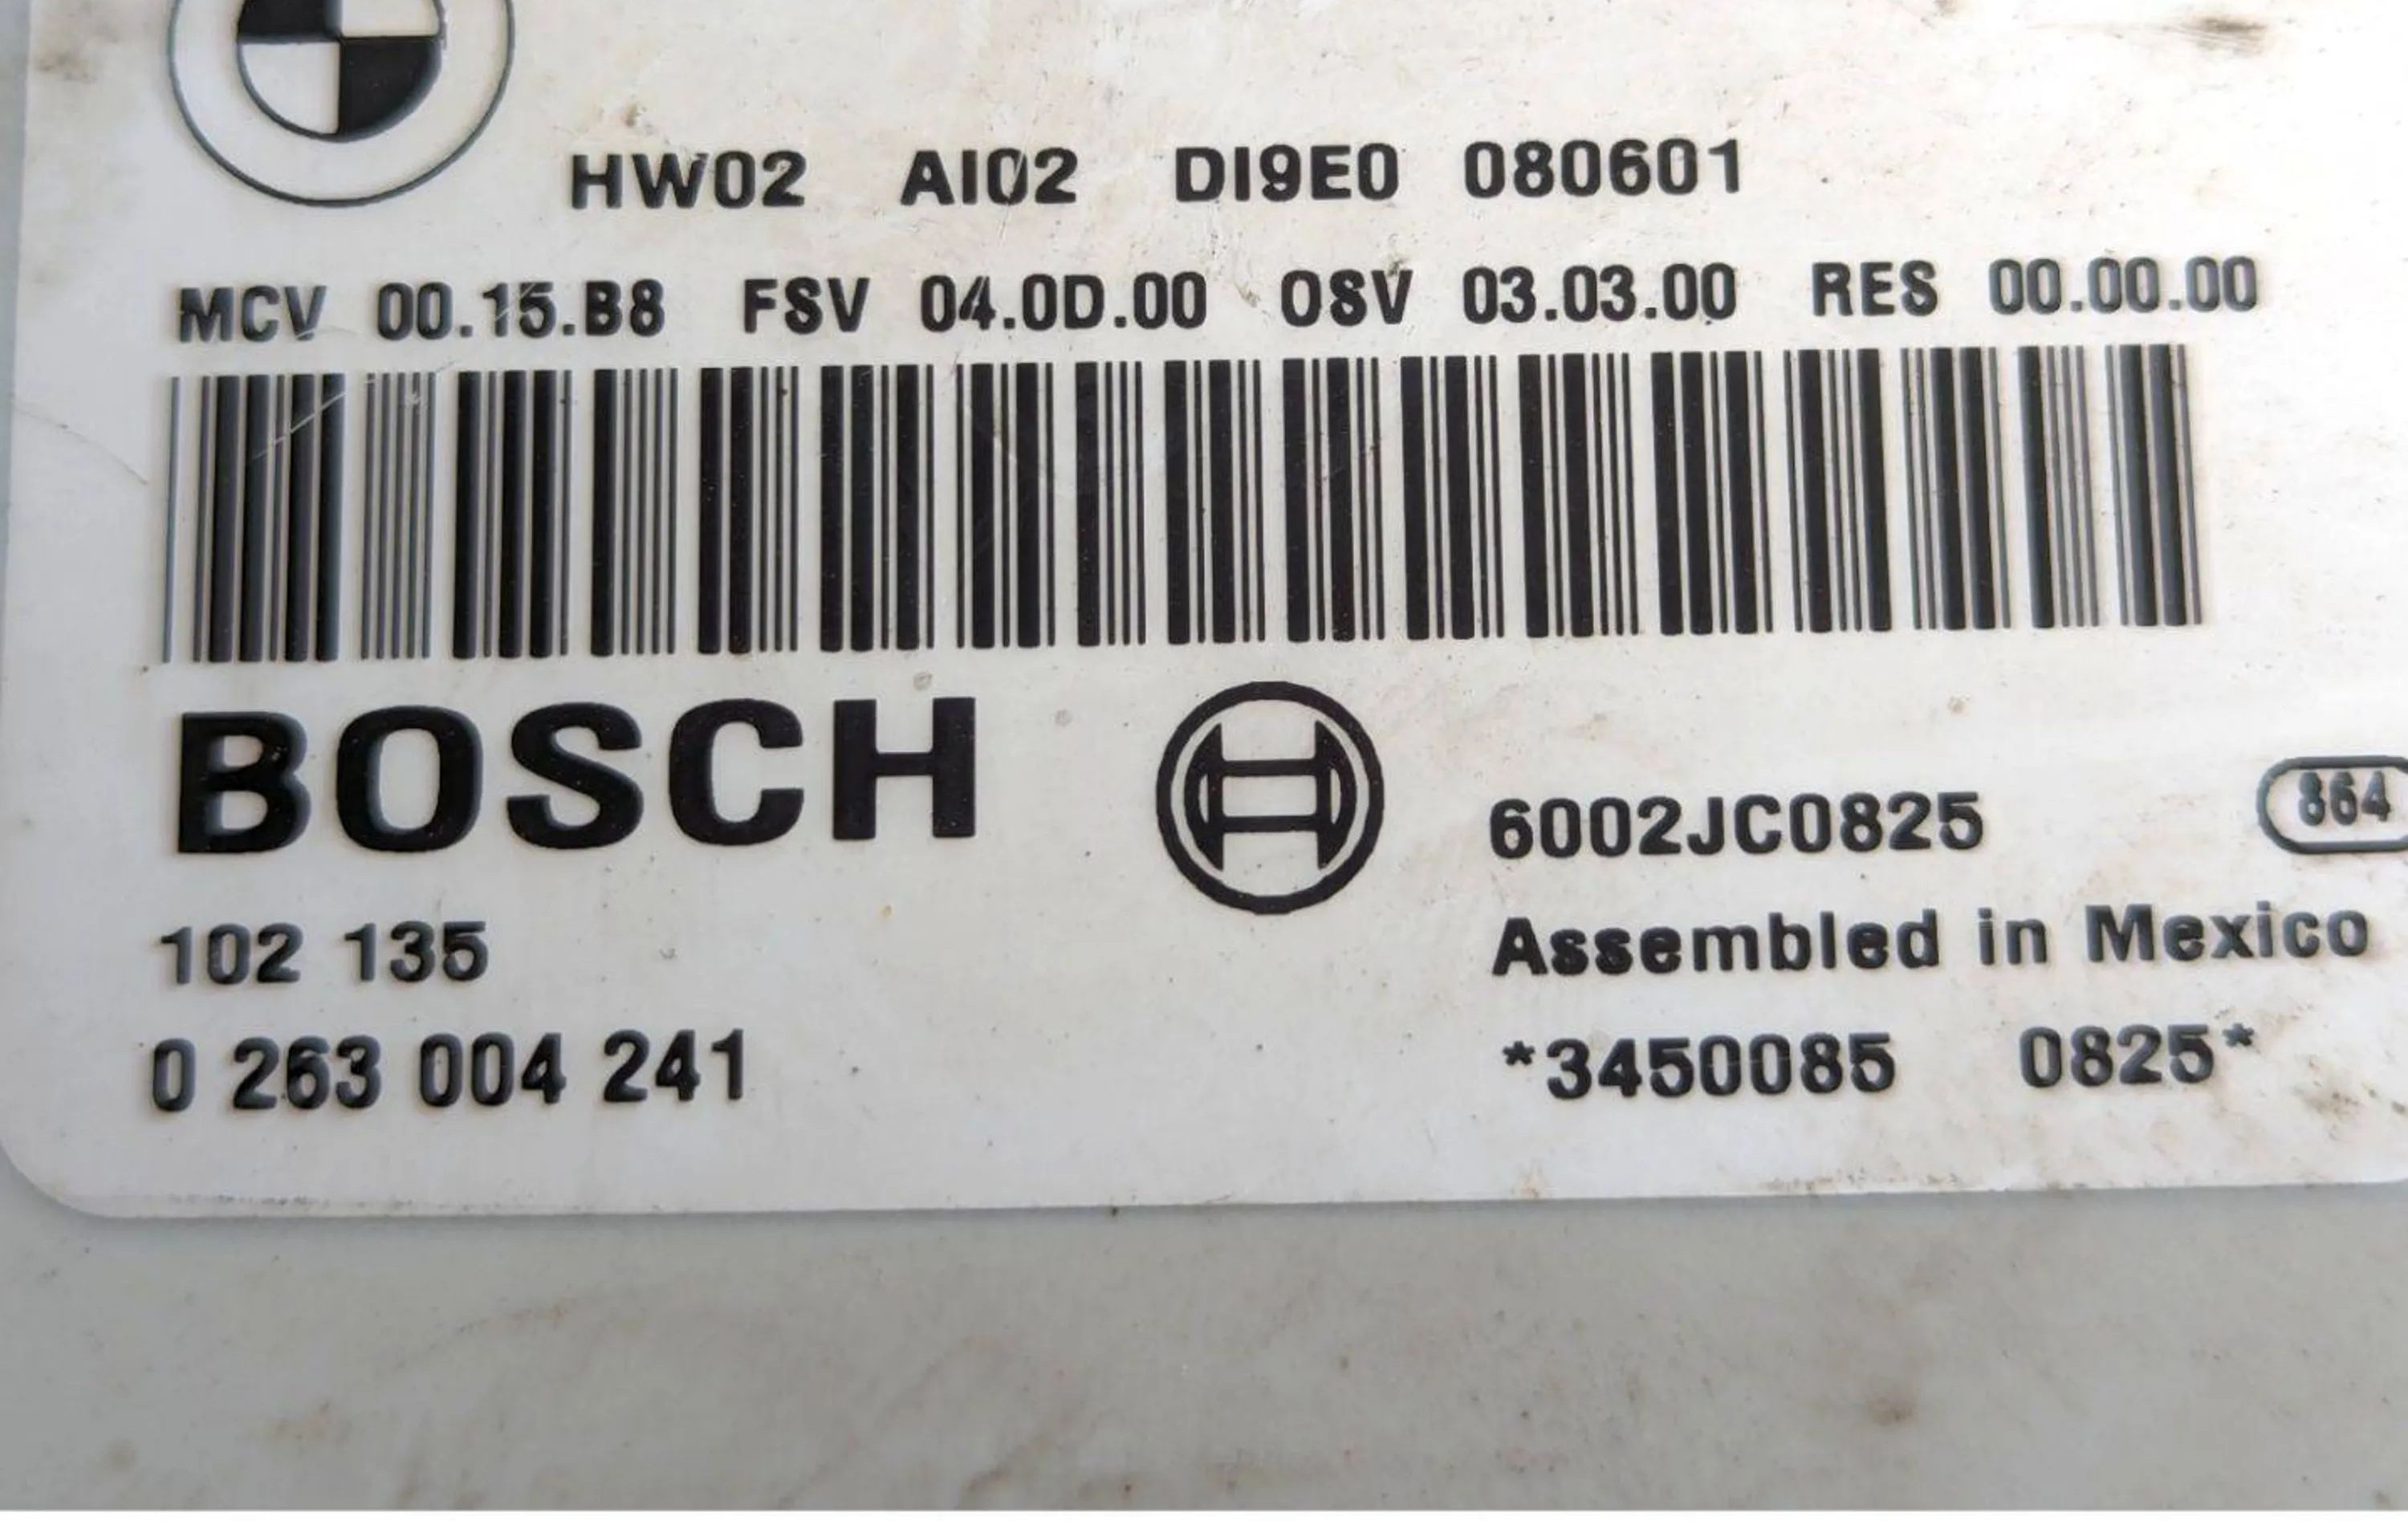 HW02 AI02 DI9E0 080601
MCV 00.15.B8 FSV 04.0D.00 OSV 03.03.00 RES 00.00.00
BOSCH
6002JC0825
864
102 135
Assembled in Mexico
0 263 004 241
*3450085 0825*